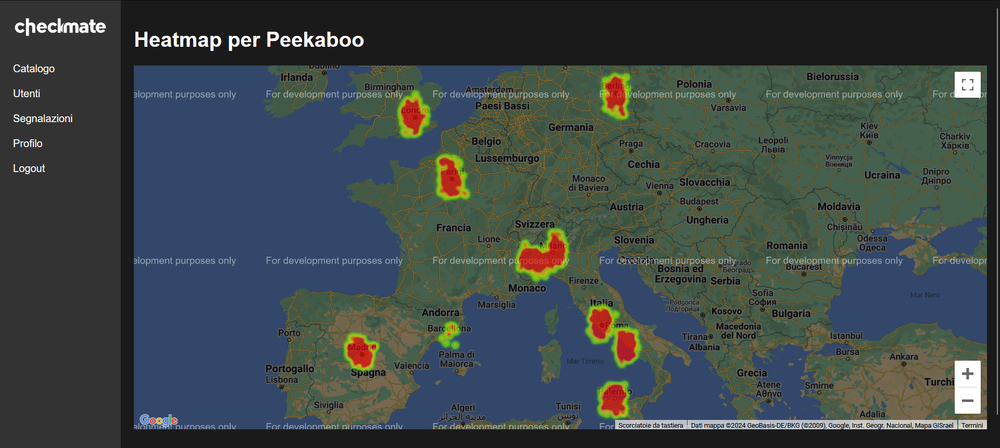 checkmate
Catalogo
Utenti
Segnalazioni
Profilo
Logout
Heatmap per Peekaboo
Dublino
Irlanda
Birmingham
Londra
Amsterdam
Paesi Bassi
Berlino
Polonia
Varsavia
Bielorussia
elopment purposes only
For development purposes only
For development purposes only
For development purposes only
For development purposes only
Germania
Belgio
Lussemburgo
Parigi
Praga
Cechia
Cracovia
Leopoli
Львів
Kiev
Київ
Charkiv
Харків
Vinnycja
Вінниця
Ucraina
Dnipro
Дніпро
Monaco
di Baviera
Vienna
Slovacchia
Budapest
Ungheria
Austria
Moldavia
Chișinău
Odessa
Одеса
Francia
Svizzera
Lione
Milano
Slovenia
Romania
elopment purposes only
For development purposes only
For development purposes only
For development purposes only
For development purposes only
For develop
Croazia
Belgrado
Београд
Bucarest
Bosnia ed
Erzegovina
Serbia
Monaco
Firenze
Marsiglia
Italia
Podgorica
Подгорица
Kosovo
Sofia
София
Bulgaria
Mar Nero
Andorra
Barcellona
Roma
Macedonia
del Nord
Tirana
Albania
Istanbul
Bursa
Porto
Madrid
Palma di
Maiorca
Mar Tirreno
Ankara
Portogallo
Lisbona
Spagna
Valencia
Grecia
Atene
Αθήνα
Smirne
Turchi
Palermo
Siviglia
Algeri
مدينة الجزائر
Tunisi
تونس
Adalia
Google
elopment purposes only
For development purposes only
For development purposes only
For
Scorciatoie da tastiera
Dati mappa ©2024 GeoBasis-DE/BKG (©2009), Google, Inst. Geogr. Nacional, Mapa GISrael
Termini